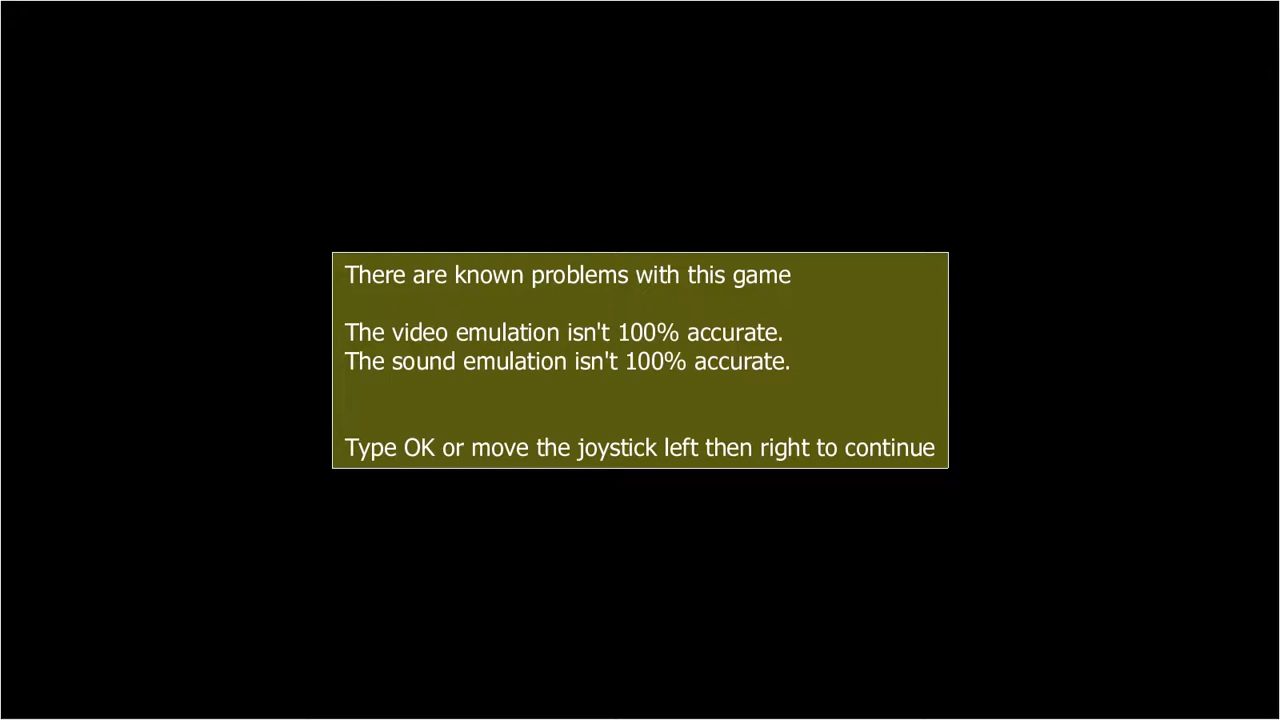 There are known problems with this game
The video emulation isn't 100% accurate.
The sound emulation isn't 100% accurate.
Type OK or move the joystick left then right to continue